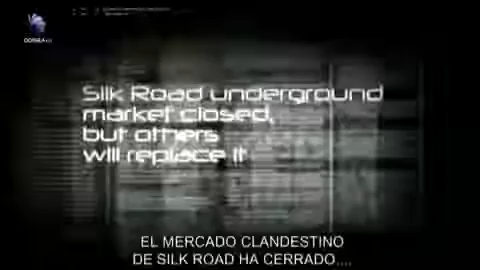 Silk Road underground
market closed,
but others
will replace it
EL MERCADO CLANDESTINO
DE SILK ROAD HA CERRADO....